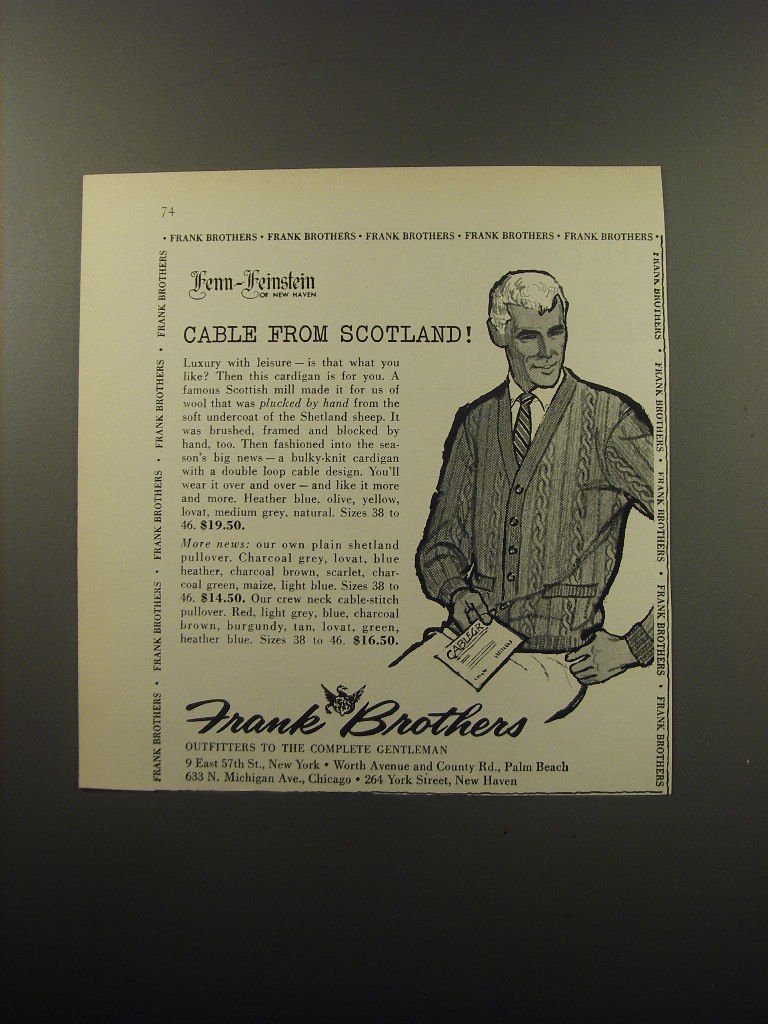 74
• FRANK BROTHERS • FRANK BROTHERS • FRANK BROTHERS • FRANK BROTHERS • FRANK BROTHERS •
FRANK BROTHERS • FRANK BROTHERS • FRANK BROTHERS • FRANK BROTHERS • FRANK BROTHERS
FRANK BROTHERS • FRANK BROTHERS • FRANK BROTHERS • FRANK BROTHERS • FRANK BROTHERS
Fenn-Feinstein
OF NEW HAVEN
CABLE FROM SCOTLAND!
Luxury with leisure — is that what you
like? Then this cardigan is for you. A
famous Scottish mill made it for us of
wool that was plucked by hand from the
soft undercoat of the Shetland sheep. It
was brushed, framed and blocked by
hand, too. Then fashioned into the sea-
son's big news — a bulky-knit cardigan
with a double loop cable design. You'll
wear it over and over — and like it more
and more. Heather blue, olive, yellow,
lovat, medium grey, natural. Sizes 38 to
46. $19.50.
More news: our own plain shetland
pullover. Charcoal grey, lovat, blue
heather, charcoal brown, scarlet, char-
coal green, maize, light blue. Sizes 38 to
46. $14.50. Our crew neck cable-stitch
pullover. Red, light grey, blue, charcoal
brown, burgundy, tan, lovat, green,
heather blue. Sizes 38 to 46. $16.50.
CABLEGR
Frank Brothers
OUTFITTERS TO THE COMPLETE GENTLEMAN
9 East 57th St., New York • Worth Avenue and County Rd., Palm Beach
633 N. Michigan Ave., Chicago • 264 York Street, New Haven